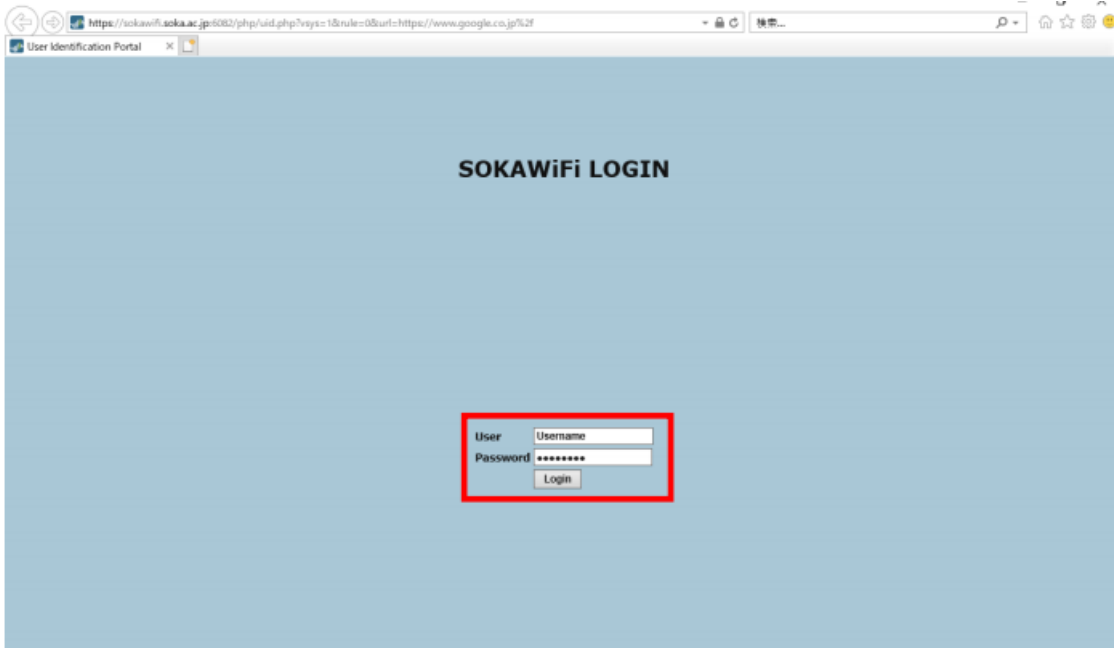 https://sokawifi.soka.ac.jp:6082/php/uid.php?vsys=1&rule=0&url=https://www.google.co.jp%2f
検索...
User Identification Portal
SOKAWiFi LOGIN
User Username
Password ••••••••
Login